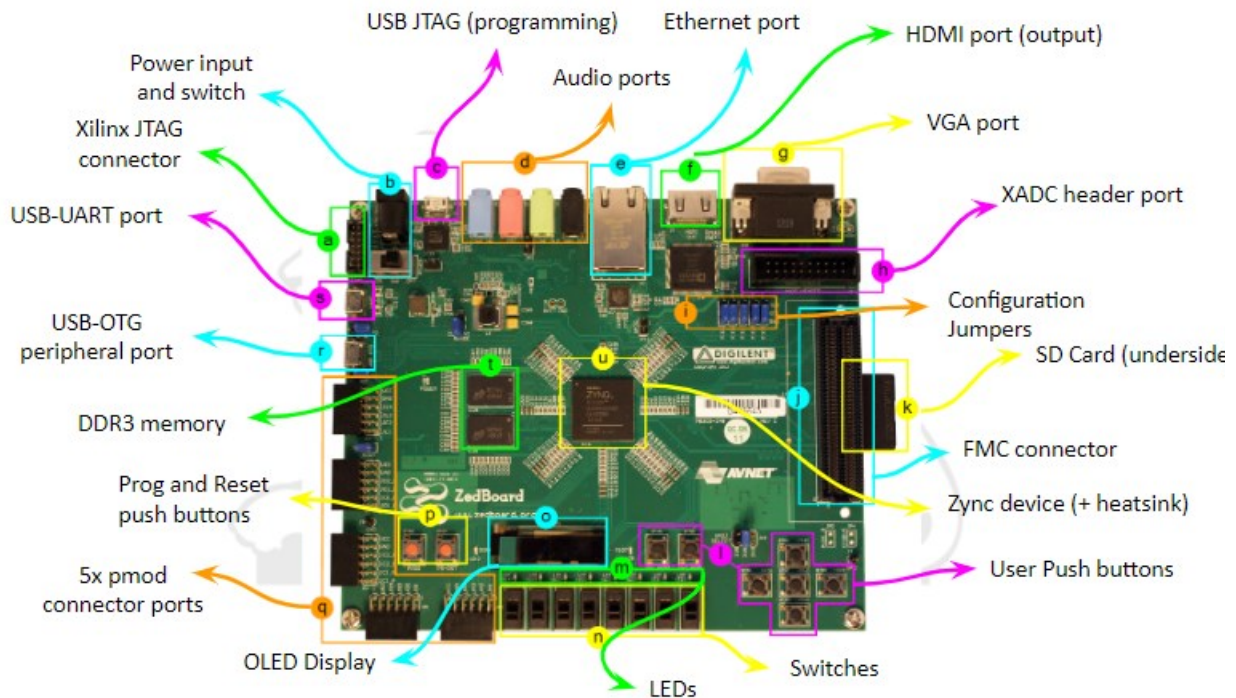 USB JTAG (programming)
Ethernet port
HDMI port (output)
Power input
and switch
Audio ports
Xilinx JTAG
connector
VGA port
USB-UART port
XADC header port
USB-OTG
peripheral port
Configuration
Jumpers
SD Card (underside
DDR3 memory
FMC connector
Prog and Reset
push buttons
Zync device (+ heatsink)
5x pmod
connector ports
User Push buttons
OLED Display
Switches
LEDs
a
b
c
d
e
f
g
h
i
j
k
l
m
n
o
p
q
r
s
t
u
DIGILENT
ZYNQ
AVNET
ZedBoard